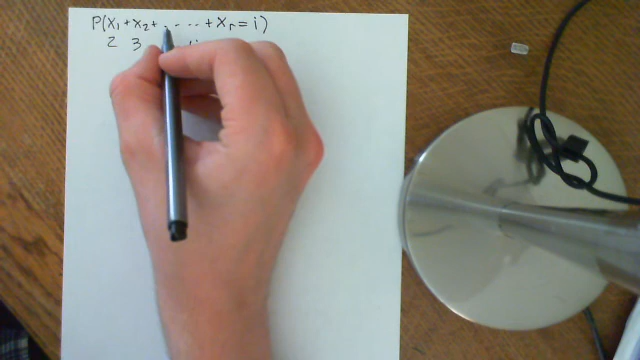 P(X₁+X₂+ . . . . +Xᵣ = i)
2 3